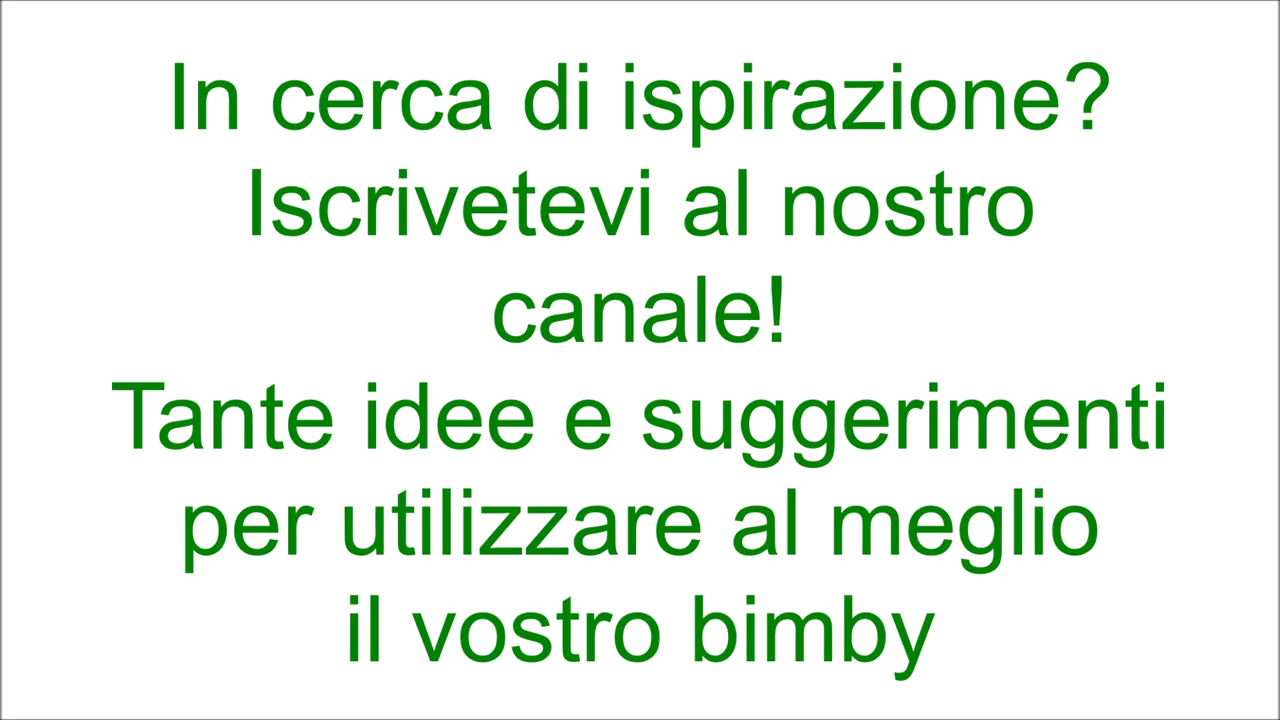 In cerca di ispirazione?
Iscrivetevi al nostro
canale!
Tante idee e suggerimenti
per utilizzare al meglio
il vostro bimby